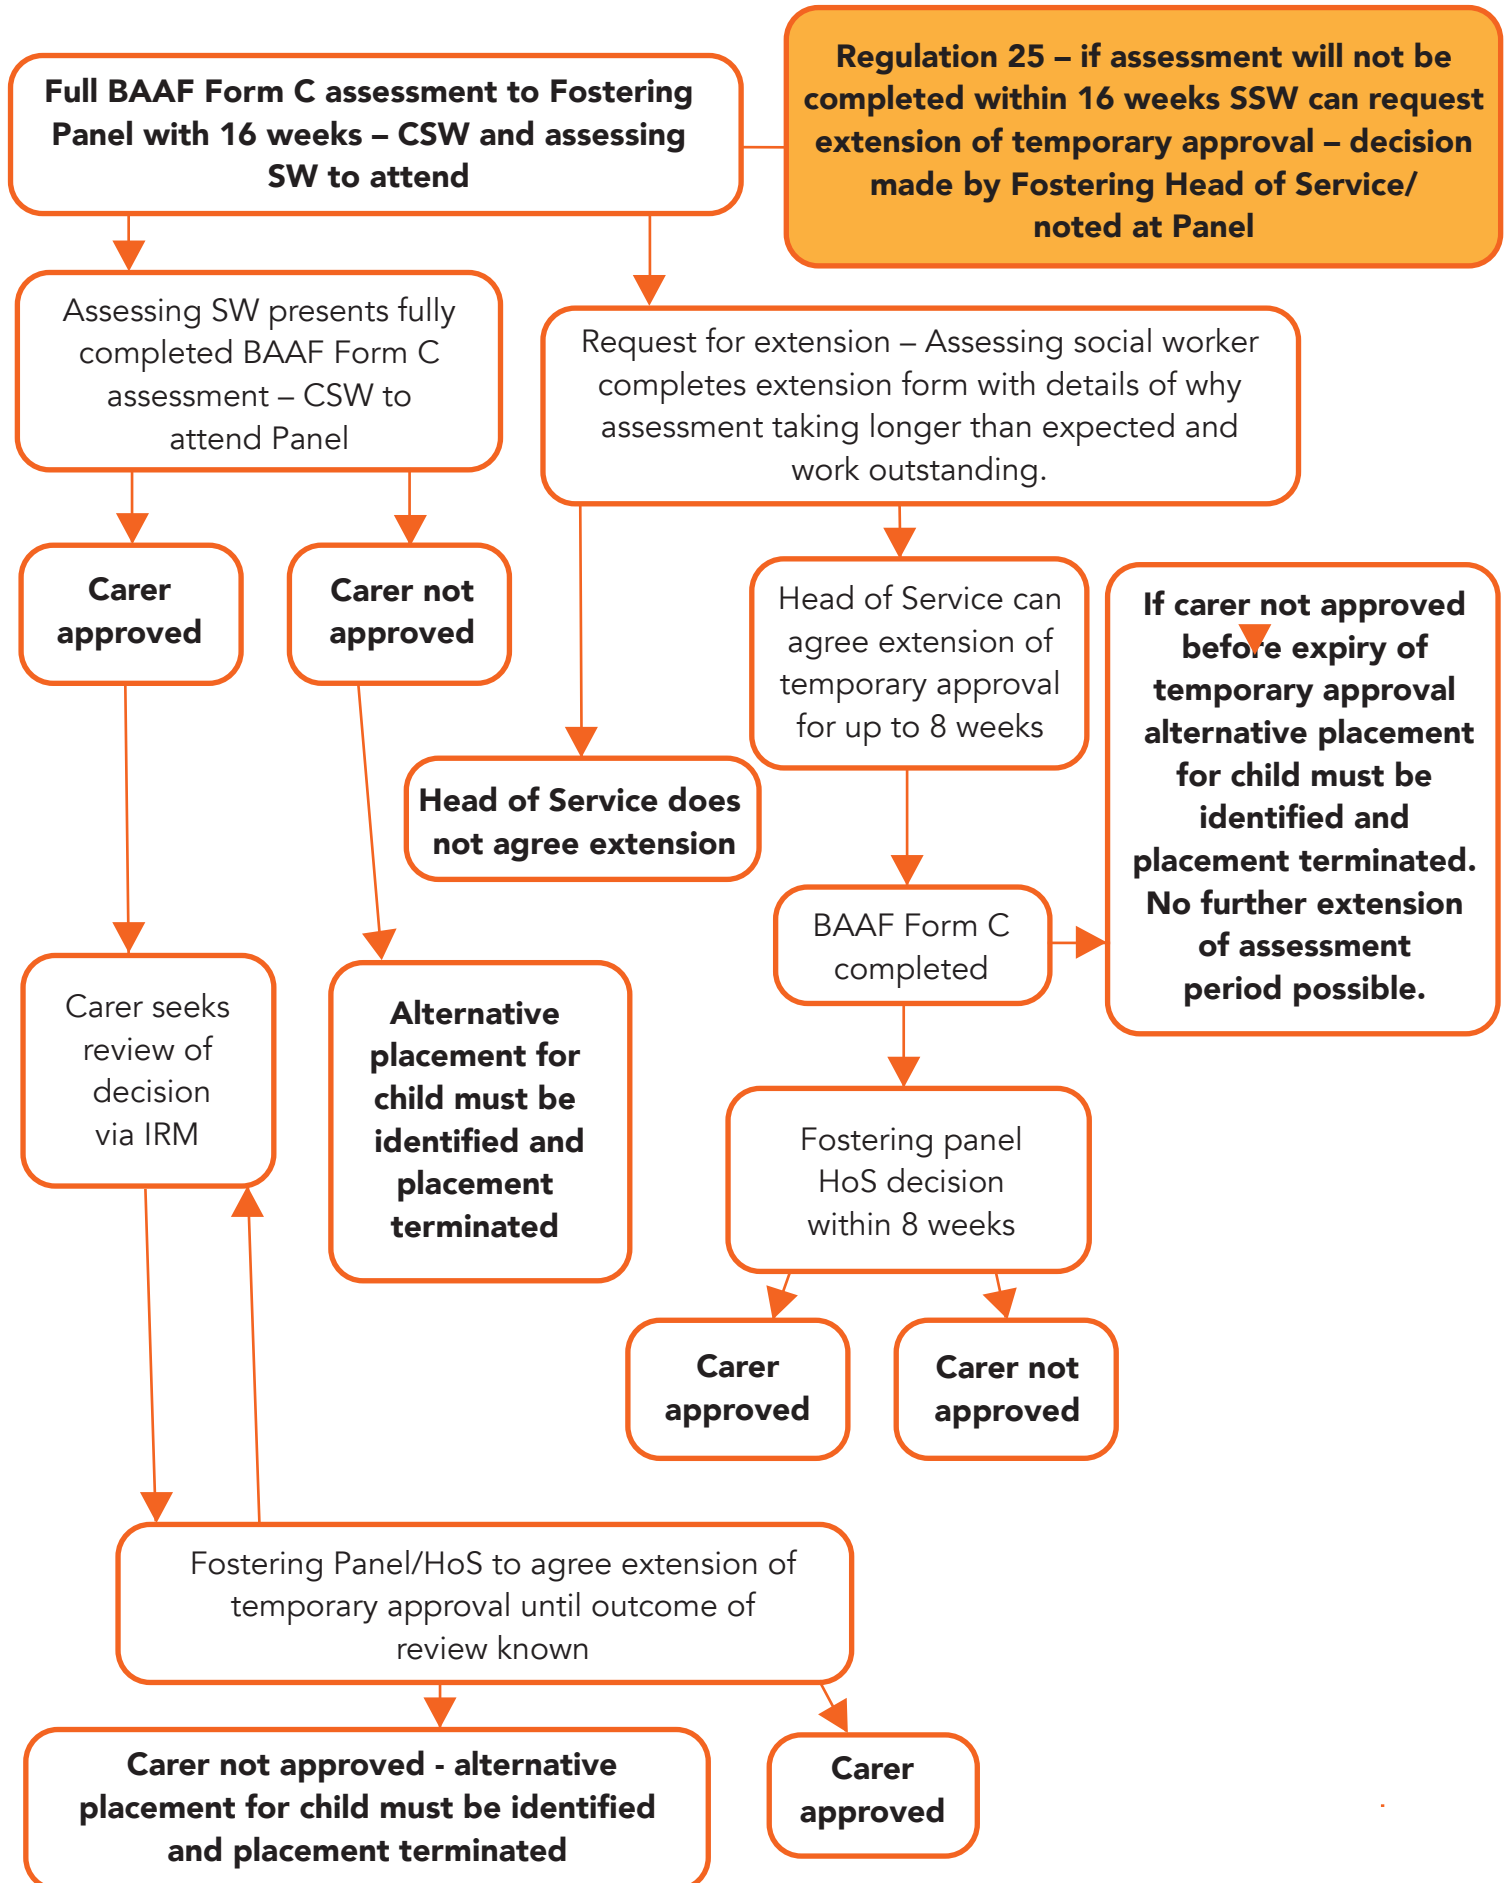 Full BAAF Form C assessment to Fostering
Panel with 16 weeks – CSW and assessing
SW to attend
Regulation 25 – if assessment will not be
completed within 16 weeks SSW can request
extension of temporary approval – decision
made by Fostering Head of Service/
noted at Panel
Assessing SW presents fully
completed BAAF Form C
assessment – CSW to
attend Panel
Request for extension – Assessing social worker
completes extension form with details of why
assessment taking longer than expected and
work outstanding.
Carer
approved
Carer not
approved
Head of Service can
agree extension of
temporary approval
for up to 8 weeks
If carer not approved
before expiry of
temporary approval
alternative placement
for child must be
identified and
placement terminated.
No further extension
of assessment
period possible.
Head of Service does
not agree extension
BAAF Form C
completed
Carer seeks
review of
decision
via IRM
Alternative
placement for
child must be
identified and
placement
terminated
Fostering panel
HoS decision
within 8 weeks
Carer
approved
Carer not
approved
Fostering Panel/HoS to agree extension of
temporary approval until outcome of
review known
Carer not approved - alternative
placement for child must be identified
and placement terminated
Carer
approved